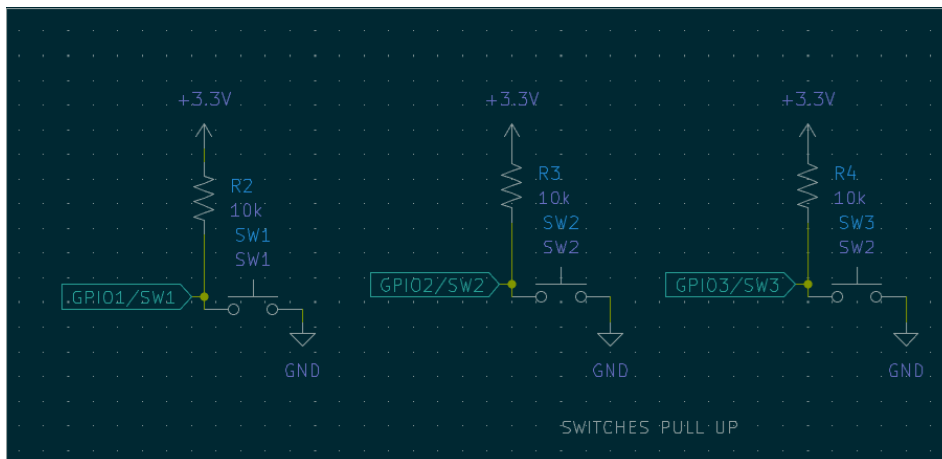 +3.3V
+3.3V
+3.3V
R2
10k
SW1
SW1
R3
10k
SW2
SW2
R4
10k
SW3
SW2
GPIO1/SW1
GPIO2/SW2
GPIO3/SW3
GND
GND
GND
SWITCHES PULL UP